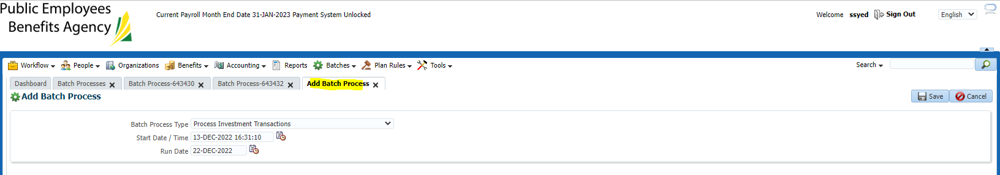 Public Employees
Benefits Agency
Current Payroll Month End Date 31-JAN-2023 Payment System Unlocked
Welcome ssyed Sign Out English
Workflow People Organizations Benefits Accounting Reports Batches Plan Rules Tools Search
Dashboard Batch Processes Batch Process-643430 Batch Process-643432 Add Batch Process
Add Batch Process Save Cancel
Batch Process Type Process Investment Transactions
Start Date / Time 13-DEC-2022 16:31:10
Run Date 22-DEC-2022